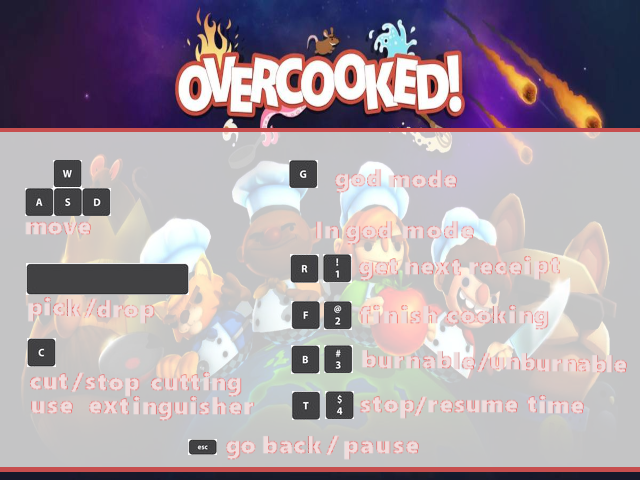 OVERCOOKED!
W
A S D
move
pick/drop
C
cut/stop cutting
use extinguisher
G
god mode
In god mode
R ! 1 get next receipt
F @ 2 finish cooking
B # 3 burnable/unburnable
T $ 4 stop/resume time
esc go back / pause